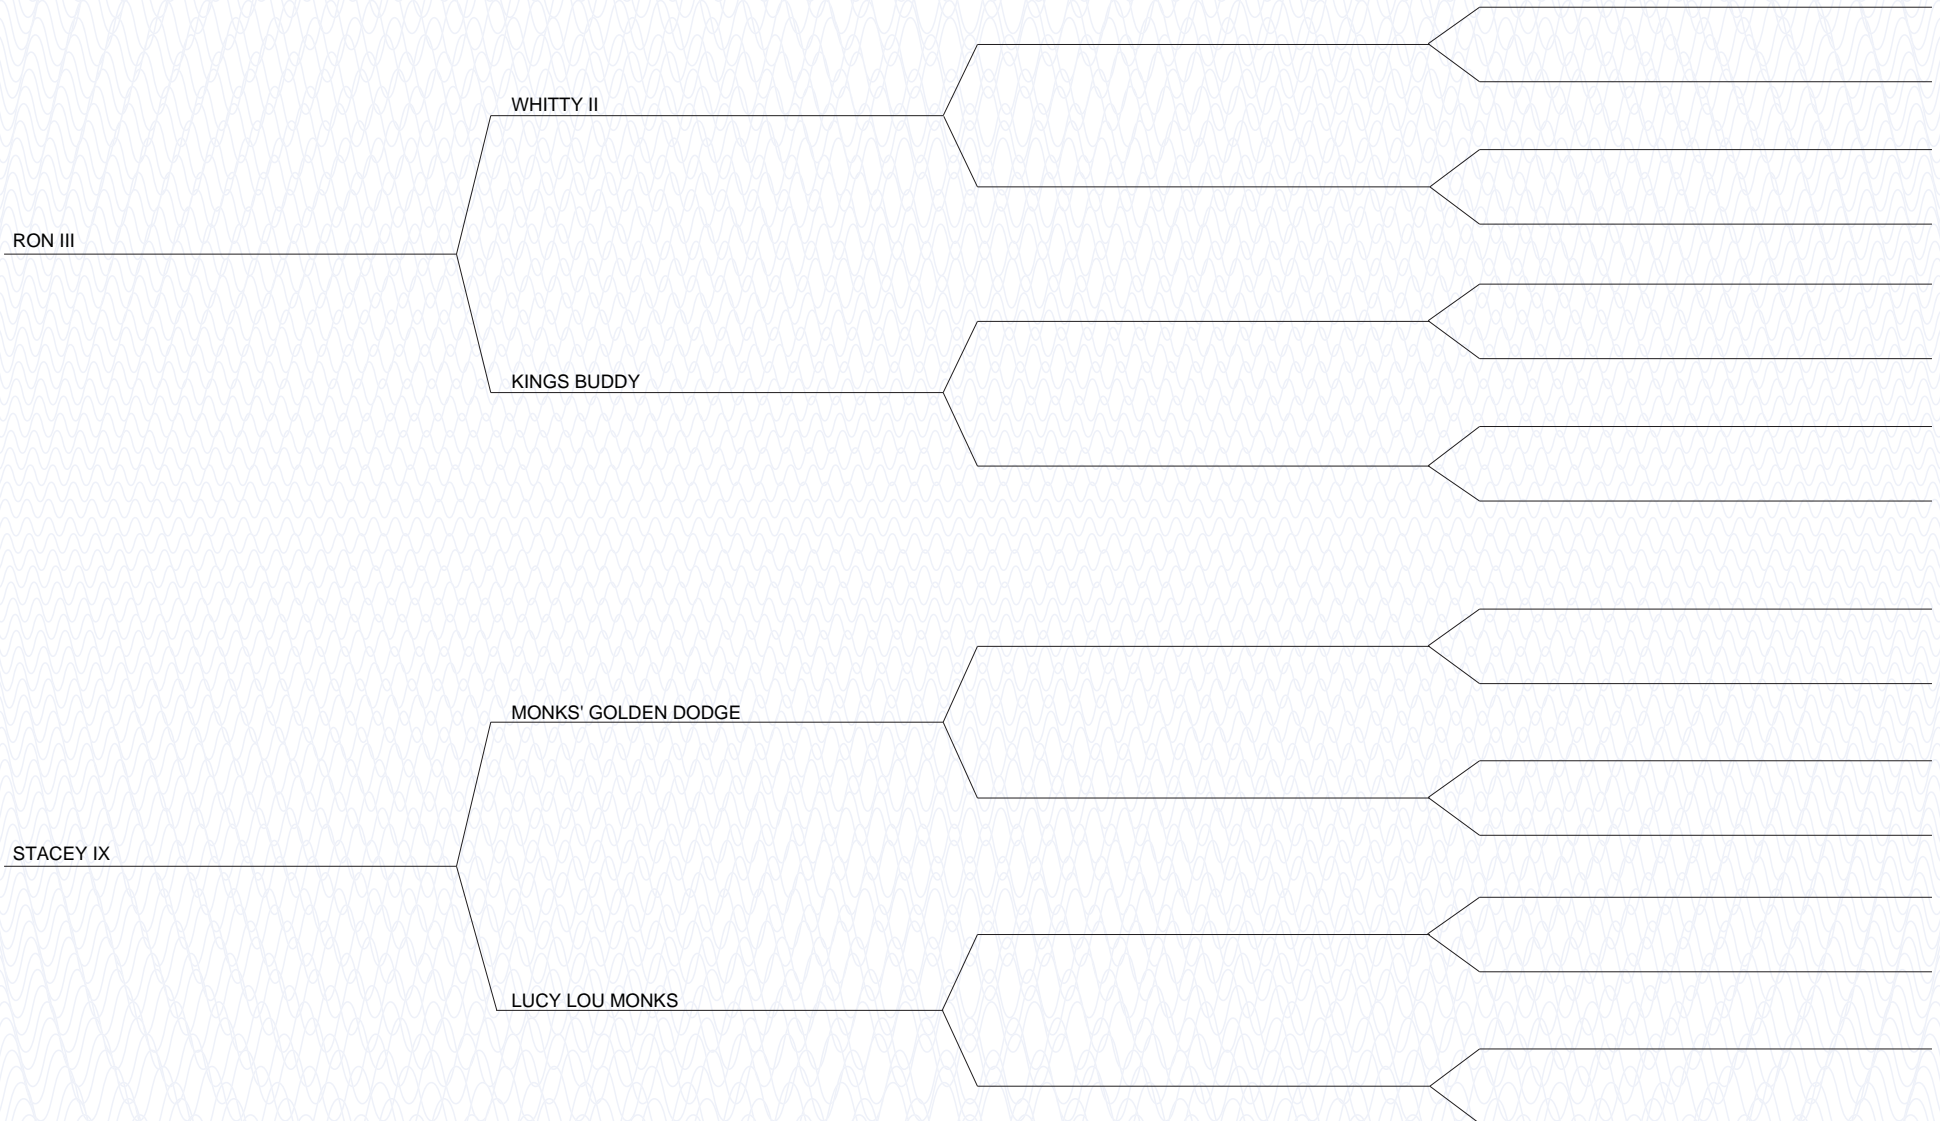 WHITTY II
RON III
KINGS BUDDY
MONKS' GOLDEN DODGE
STACEY IX
LUCY LOU MONKS